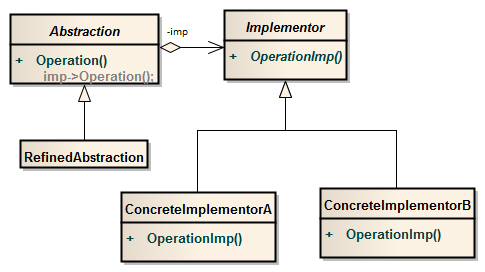 Abstraction
+ Operation()
imp->Operation();
-imp
Implementor
+ OperationImp()
RefinedAbstraction
ConcreteImplementorA
+ OperationImp()
ConcreteImplementorB
+ OperationImp()